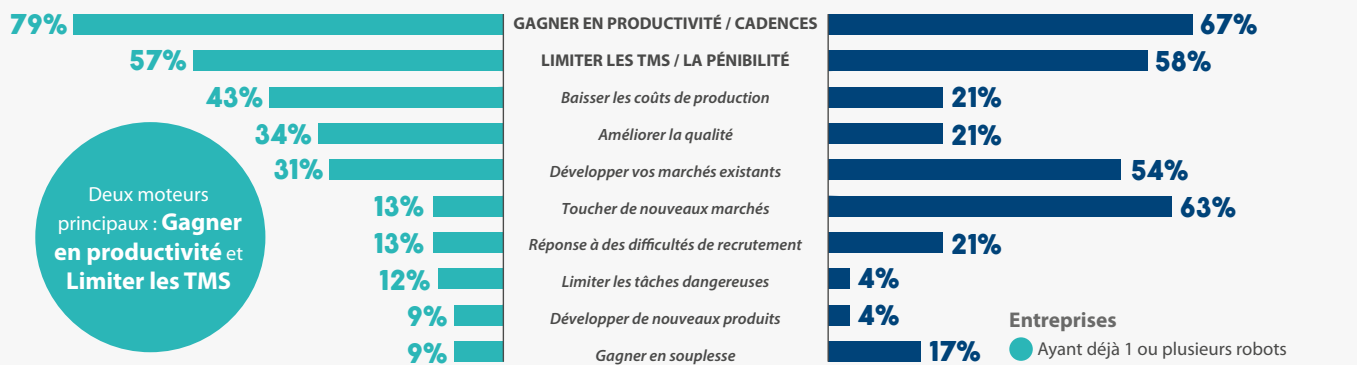 79% GAGNER EN PRODUCTIVITÉ / CADENCES 67%
57% LIMITER LES TMS / LA PÉNIBILITÉ 58%
43% Baisser les coûts de production 21%
34% Améliorer la qualité 21%
31% Développer vos marchés existants 54%
13% Toucher de nouveaux marchés 63%
13% Réponse à des difficultés de recrutement 21%
12% Limiter les tâches dangereuses 4%
9% Développer de nouveaux produits 4%
9% Gagner en souplesse 17%
Deux moteurs
principaux : Gagner
en productivité et
Limiter les TMS
Entreprises
Ayant déjà 1 ou plusieurs robots